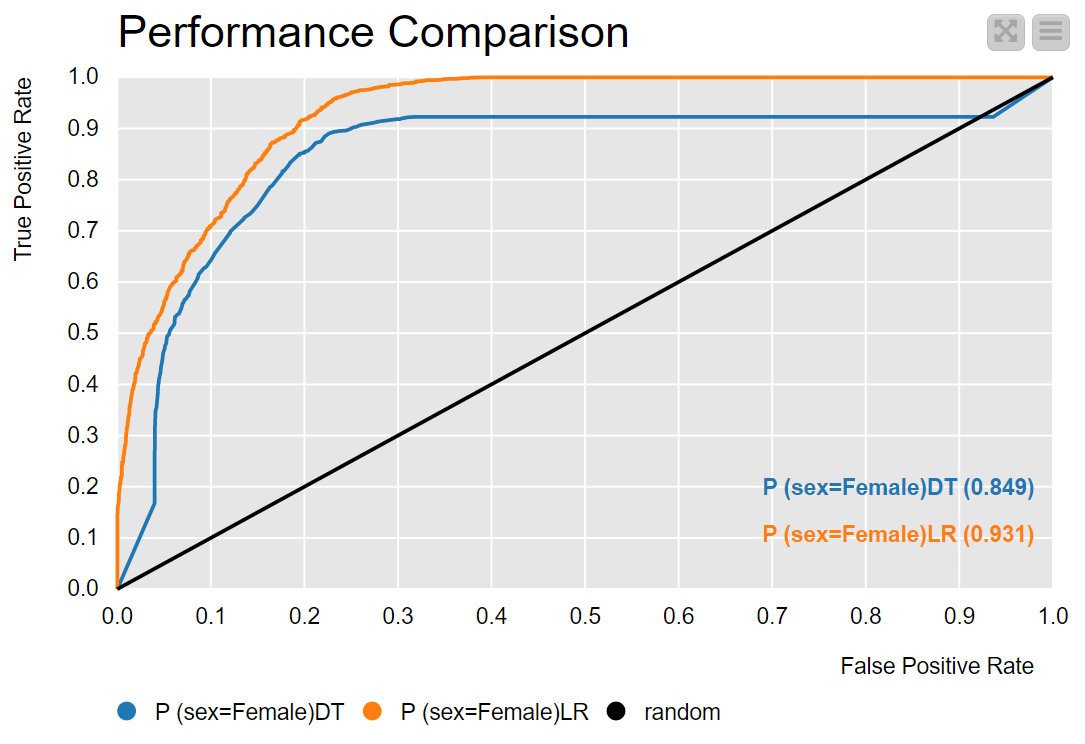 Performance Comparison
True Positive Rate
1.0
0.9
0.8
0.7
0.6
0.5
0.4
0.3
0.2
0.1
0.0
P (sex=Female)DT (0.849)
P (sex=Female)LR (0.931)
0.0 0.1 0.2 0.3 0.4 0.5 0.6 0.7 0.8 0.9 1.0
False Positive Rate
P (sex=Female)DT P (sex=Female)LR random